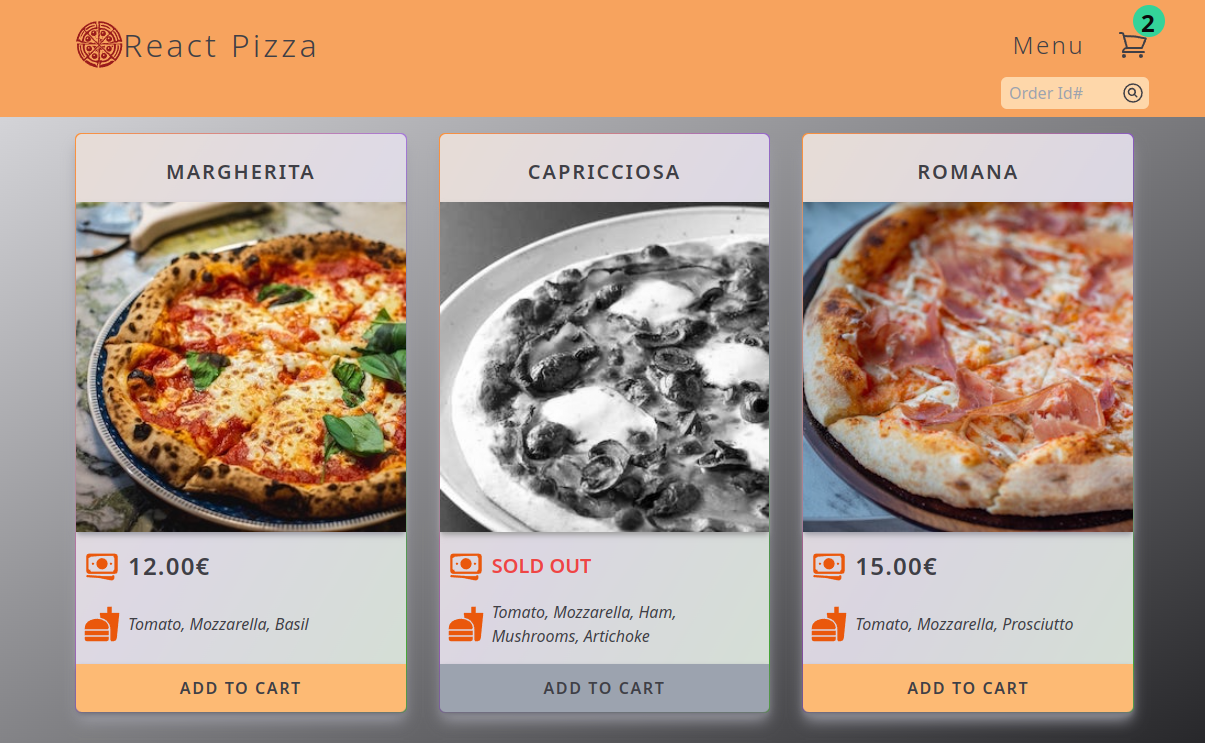 React Pizza
Menu
2
Order Id#
MARGHERITA
12.00€
Tomato, Mozzarella, Basil
ADD TO CART
CAPRICCIOSA
SOLD OUT
Tomato, Mozzarella, Ham,
Mushrooms, Artichoke
ADD TO CART
ROMANA
15.00€
Tomato, Mozzarella, Prosciutto
ADD TO CART